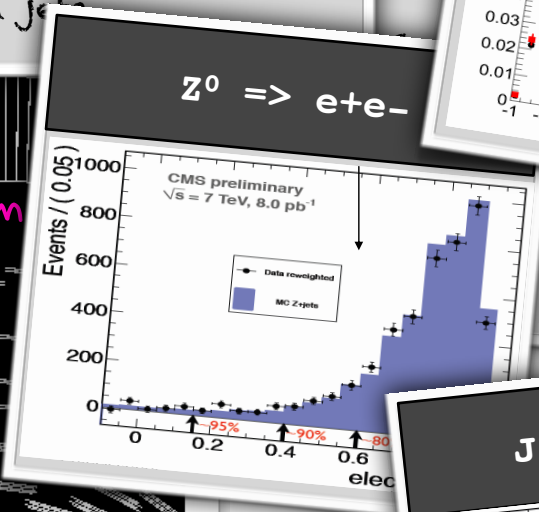 jets
0.03
0.02
0.01
0
-1
Z⁰ => e+e-
CMS preliminary
√s = 7 TeV, 8.0 pb⁻¹
Events / ( 0.05 )
1000
800
600
400
200
0
Data reweighted
MC Z+jets
95%
90%
80
0
0.2
0.4
0.6
elec
J